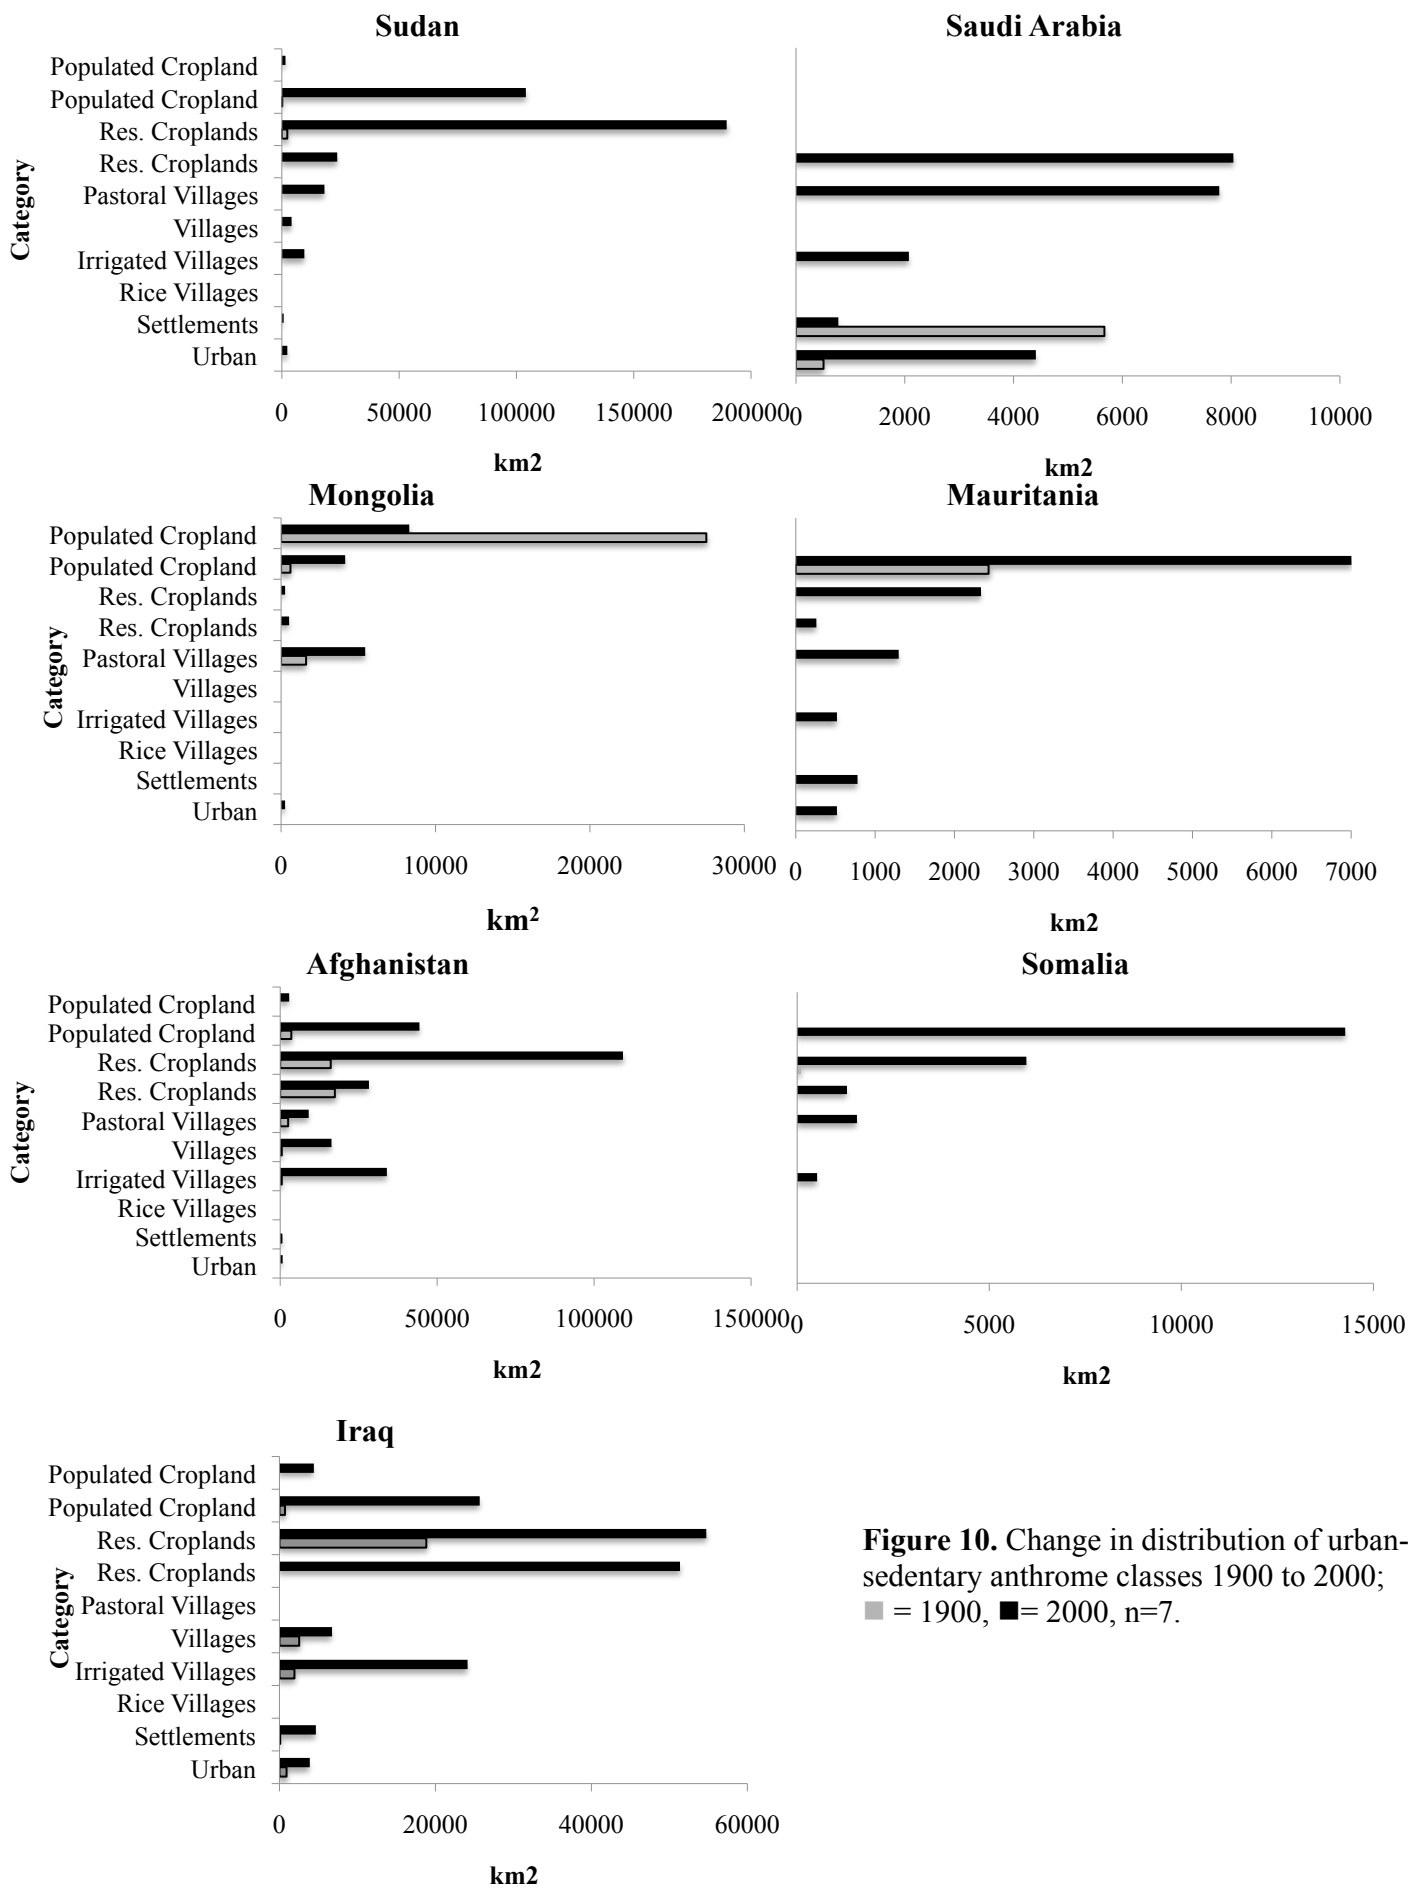 Sudan
Category
Populated Cropland
Populated Cropland
Res. Croplands
Res. Croplands
Pastoral Villages
Villages
Irrigated Villages
Rice Villages
Settlements
Urban
0 50000 100000 150000 200000
km2
Saudi Arabia
0 2000 4000 6000 8000 10000
km2
Mongolia
Category
Populated Cropland
Populated Cropland
Res. Croplands
Res. Croplands
Pastoral Villages
Villages
Irrigated Villages
Rice Villages
Settlements
Urban
0 10000 20000 30000
km²
Mauritania
0 1000 2000 3000 4000 5000 6000 7000
km2
Afghanistan
Category
Populated Cropland
Populated Cropland
Res. Croplands
Res. Croplands
Pastoral Villages
Villages
Irrigated Villages
Rice Villages
Settlements
Urban
0 50000 100000 150000
km2
Somalia
0 5000 10000 15000
km2
Iraq
Category
Populated Cropland
Populated Cropland
Res. Croplands
Res. Croplands
Pastoral Villages
Villages
Irrigated Villages
Rice Villages
Settlements
Urban
0 20000 40000 60000
km2
Figure 10. Change in distribution of urban-
sedentary anthrome classes 1900 to 2000;
= 1900, = 2000, n=7.